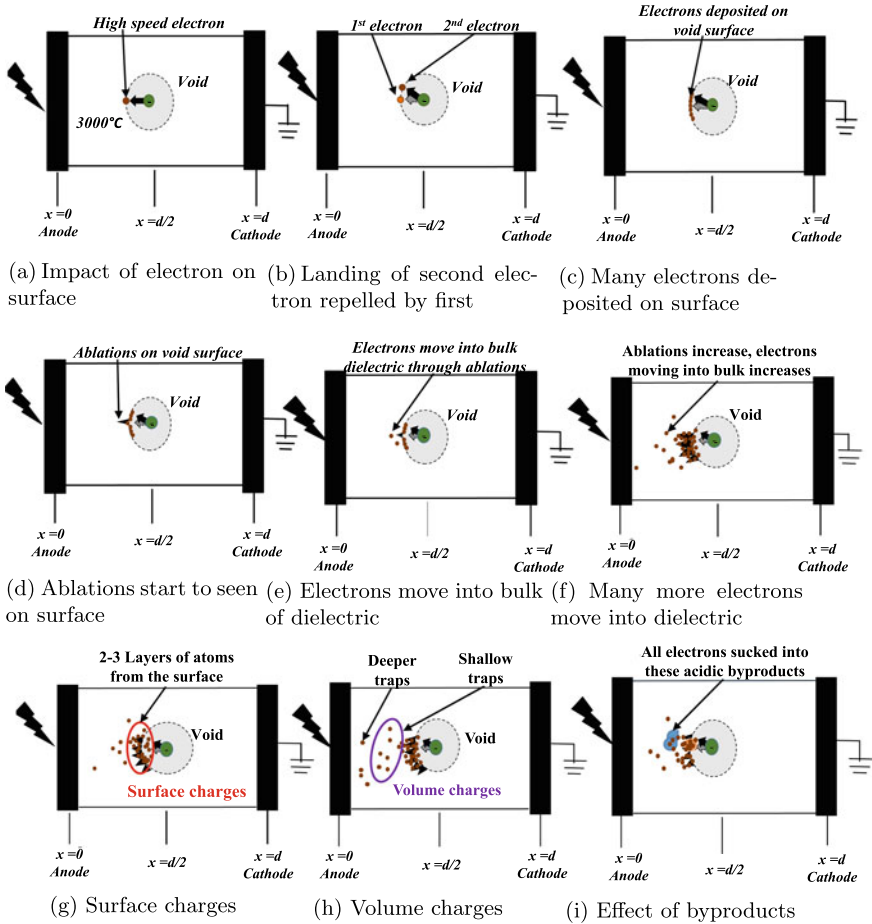 High speed electron
Void
3000°C
x =0
Anode
x =d/2
x =d
Cathode
(a) Impact of electron on
surface
1st electron
2nd electron
Void
x =0
Anode
x =d/2
x =d
Cathode
(b) Landing of second elec-
tron repelled by first
Electrons deposited on
void surface
Void
x =0
Anode
x =d/2
x =d
Cathode
(c) Many electrons de-
posited on surface
Ablations on void surface
Void
x =0
Anode
x =d/2
x =d
Cathode
(d) Ablations start to seen
on surface
Electrons move into bulk
dielectric through ablations
Void
x =0
Anode
x =d/2
x =d
Cathode
(e) Electrons move into bulk
of dielectric
Ablations increase, electrons
moving into bulk increases
Void
x =0
Anode
x =d/2
x =d
Cathode
(f) Many more electrons
move into dielectric
2-3 Layers of atoms
from the surface
Void
Surface charges
x =0
Anode
x =d/2
x =d
Cathode
(g) Surface charges
Deeper
traps
Shallow
traps
Void
Volume charges
x =0
Anode
x =d/2
x =d
Cathode
(h) Volume charges
All electrons sucked into
these acidic byproducts
Void
x =0
Anode
x =d/2
x =d
Cathode
(i) Effect of byproducts